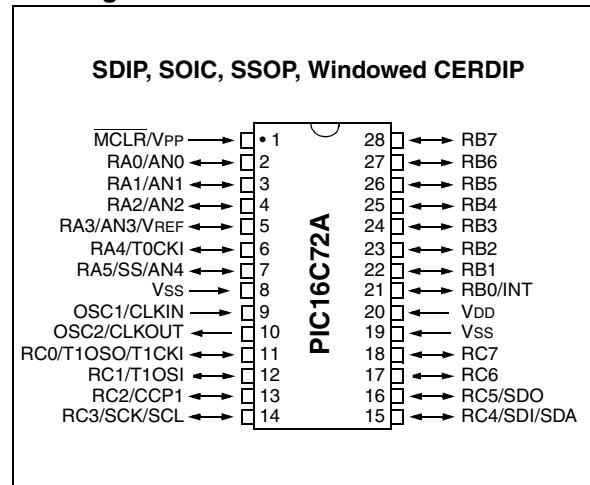 SDIP, SOIC, SSOP, Windowed CERDIP
MCLR/VPP 1 28 RB7
RA0/AN0 2 27 RB6
RA1/AN1 3 26 RB5
RA2/AN2 4 25 RB4
RA3/AN3/VREF 5 24 RB3
RA4/T0CKI 6 23 RB2
RA5/SS/AN4 7 22 RB1
VSS 8 21 RB0/INT
OSC1/CLKIN 9 20 VDD
OSC2/CLKOUT 10 19 VSS
RC0/T1OSO/T1CKI 11 18 RC7
RC1/T1OSI 12 17 RC6
RC2/CCP1 13 16 RC5/SDO
RC3/SCK/SCL 14 15 RC4/SDI/SDA
PIC16C72A